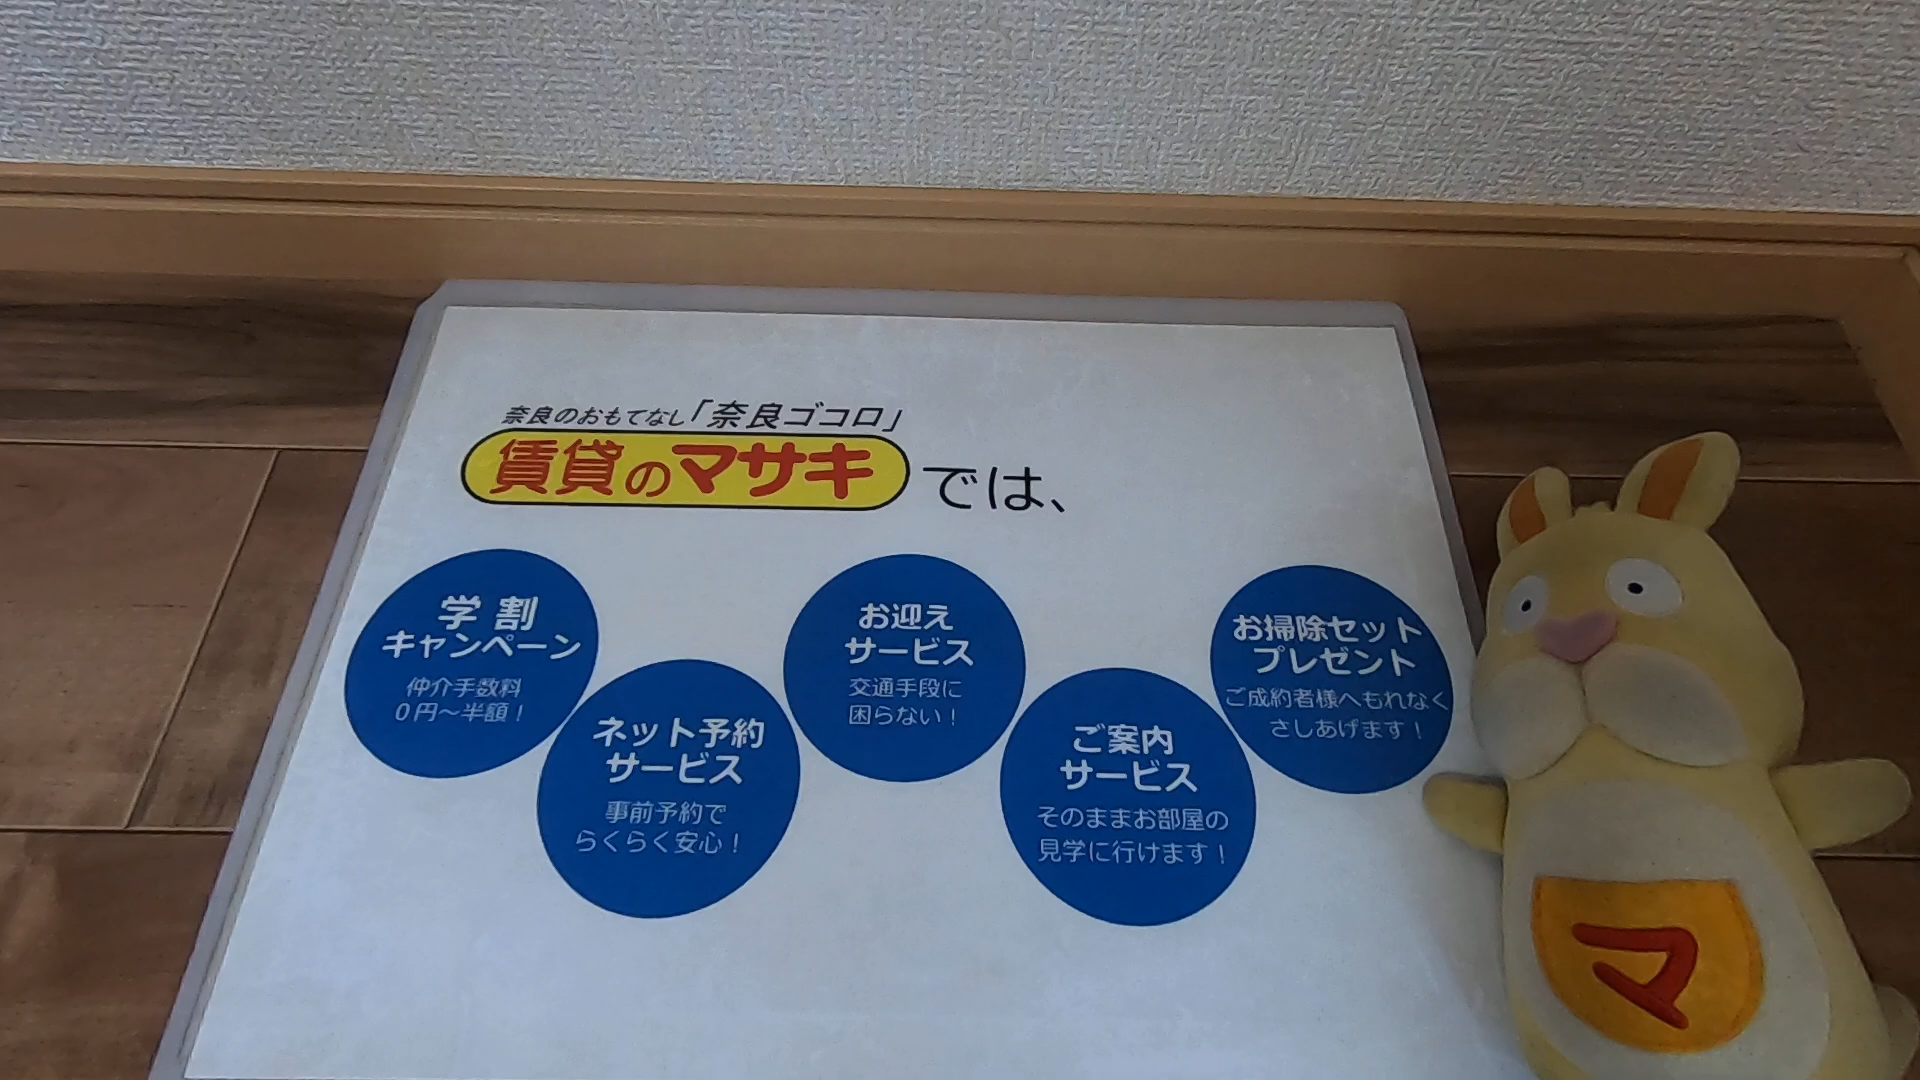 奈良のおもてなし「奈良ゴコロ」
賃貸のマサキでは、
学割
キャンペーン
仲介手数料
0円～半額！
ネット予約
サービス
事前予約で
らくらく安心！
お迎え
サービス
交通手段に
困らない！
ご案内
サービス
そのままお部屋の
見学に行けます！
お掃除セット
プレゼント
ご成約者様へもれなく
さしあげます！
マ